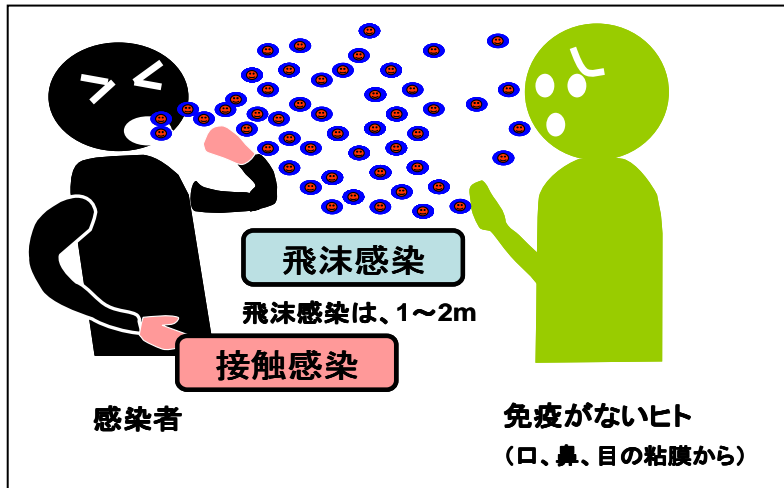 飛沫感染
飛沫感染は、1～2m
接触感染
感染者
免疫がないヒト
（口、鼻、目の粘膜から）